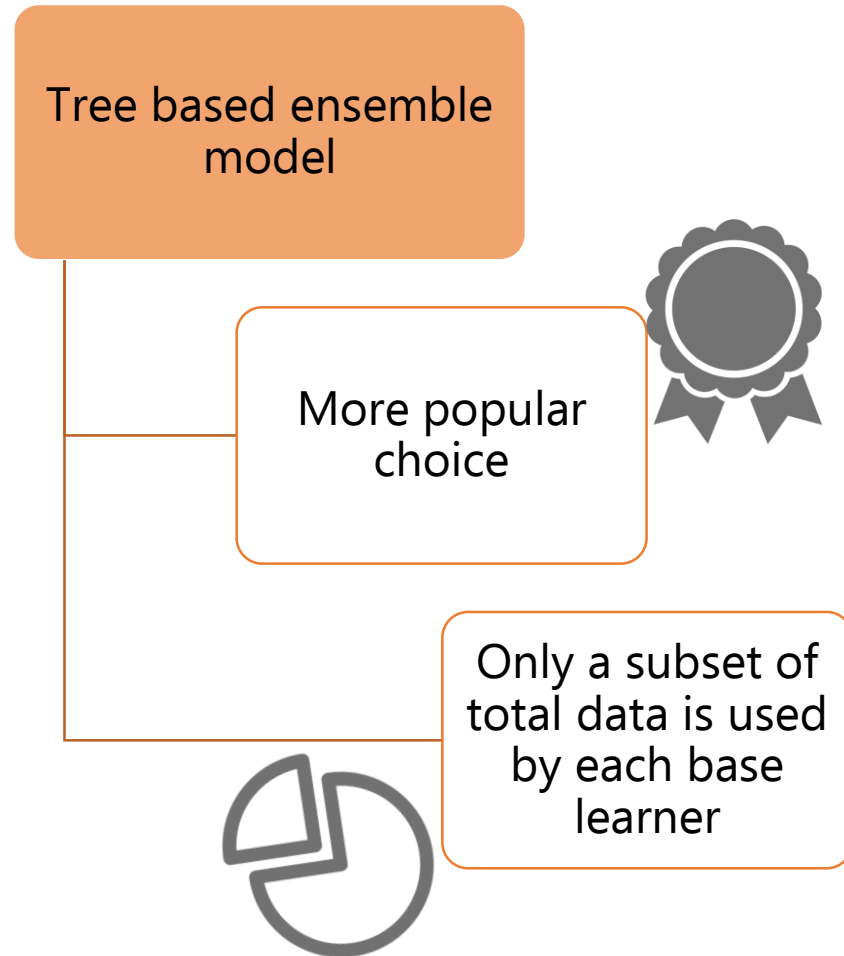 Tree based ensemble
model
More popular
choice
Only a subset of
total data is used
by each base
learner